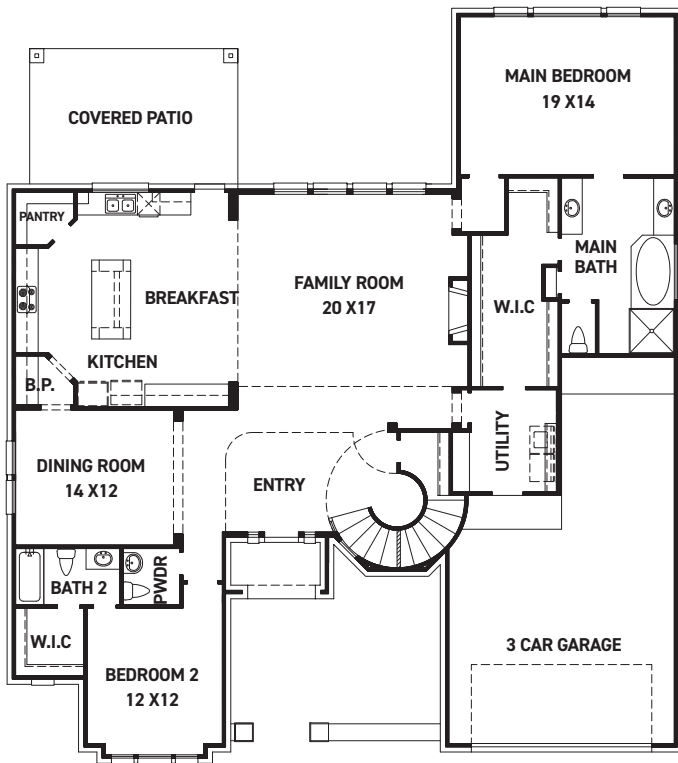 MAIN BEDROOM
19 X14
COVERED PATIO
PANTRY
MAIN
BATH
FAMILY ROOM
20 X17
BREAKFAST
W.I.C
KITCHEN
B.P.
UTILITY
DINING ROOM
14 X12
ENTRY
BATH 2
PWDR
W.I.C
3 CAR GARAGE
BEDROOM 2
12 X12